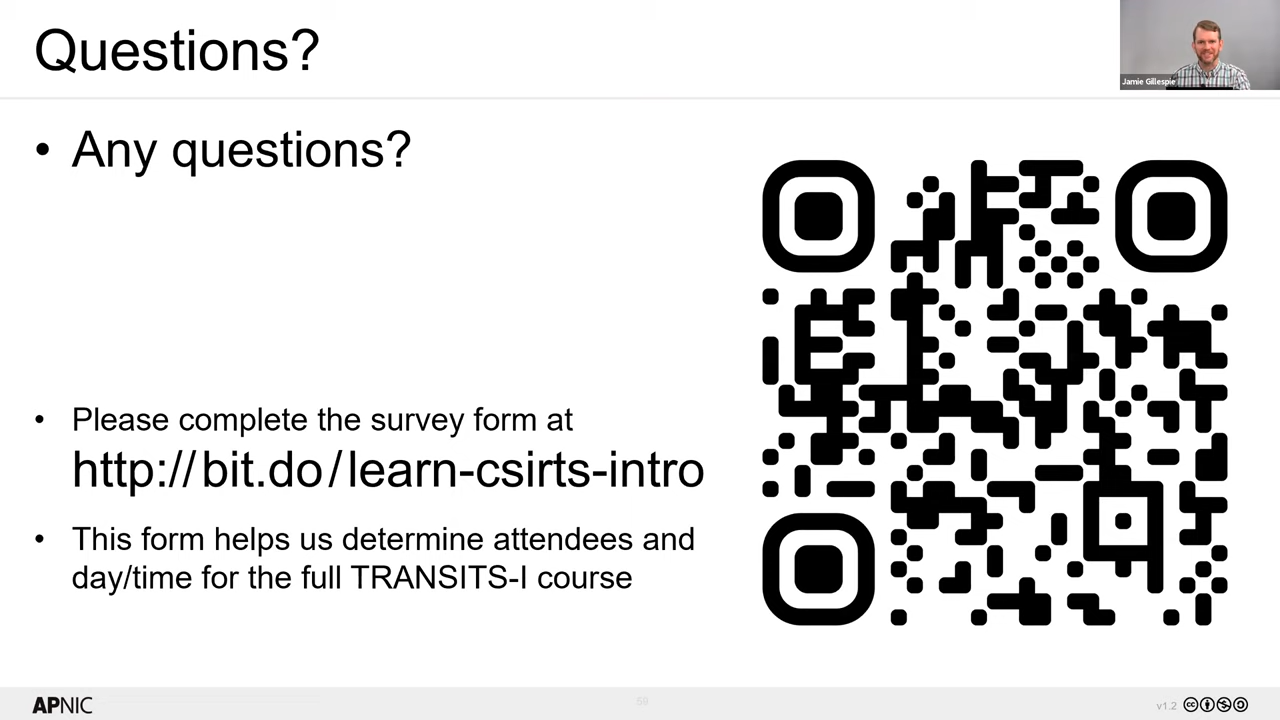 Questions?
Jamie Gillespie
• Any questions?
• Please complete the survey form at
http://bit.do/learn-csirts-intro
• This form helps us determine attendees and
day/time for the full TRANSITS-I course
APNIC
59
v1.2